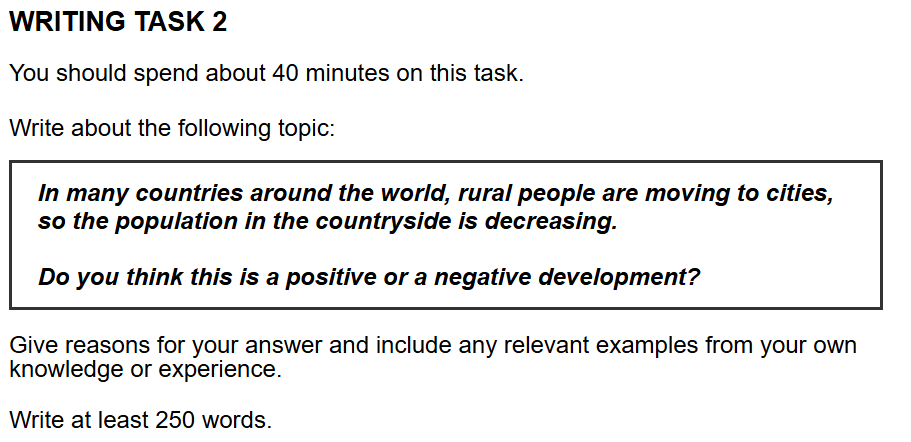 WRITING TASK 2
You should spend about 40 minutes on this task.
Write about the following topic:
In many countries around the world, rural people are moving to cities,
so the population in the countryside is decreasing.
Do you think this is a positive or a negative development?
Give reasons for your answer and include any relevant examples from your own
knowledge or experience.
Write at least 250 words.